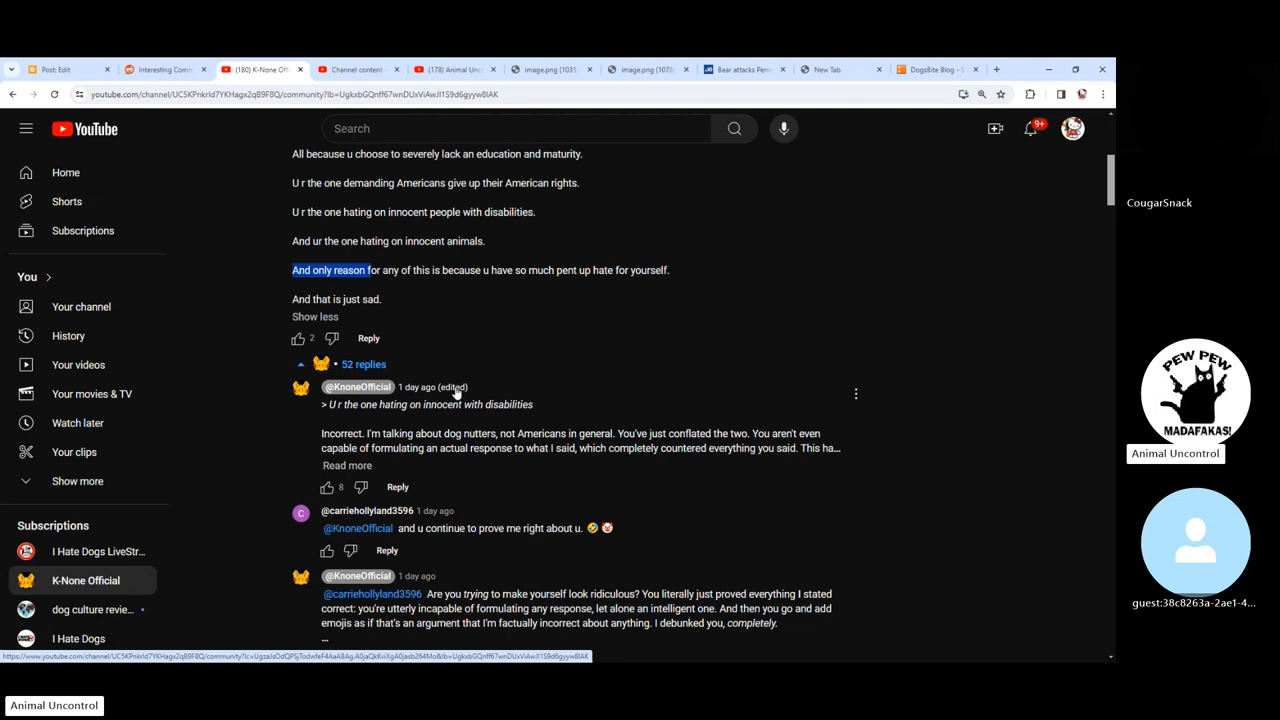 Post: Edit
Interesting Com
(180) K-None Off
Channel content
(178) Animal Unc
image.png (103
image.png (107
Bear attacks Pen
New Tab
DogsBite Blog -
YouTube
Search
9+
Home
Shorts
Subscriptions
You
Your channel
History
Your videos
Your movies & TV
Watch later
Your clips
Show more
Subscriptions
I Hate Dogs LiveStr...
K-None Official
dog culture revie...
I Hate Dogs
All because u choose to severely lack an education and maturity.
U r the one demanding Americans give up their American rights.
U r the one hating on innocent people with disabilities.
And ur the one hating on innocent animals.
And only reason for any of this is because u have so much pent up hate for yourself.
And that is just sad.
Show less
2
Reply
• 52 replies
@KnoneOfficial 1 day ago (edited)
> U r the one hating on innocent with disabilities
Incorrect. I'm talking about dog nutters, not Americans in general. You've just conflated the two. You aren't even
capable of formulating an actual response to what I said, which completely countered everything you said. This ha...
Read more
8
Reply
C
@carriehollyland3596 1 day ago
@KnoneOfficial and u continue to prove me right about u. 🤣 🤡
Reply
@KnoneOfficial 1 day ago
@carriehollyland3596 Are you trying to make yourself look ridiculous? You literally just proved everything I stated
correct: you're utterly incapable of formulating any response, let alone an intelligent one. And then you go and add
emojis as if that's an argument that I'm factually incorrect about anything. I debunked you, completely.
...
CougarSnack
PEW PEW
MADAFAKAS!
Animal Uncontrol
guest:38c8263a-2ae1-4...
Animal Uncontrol